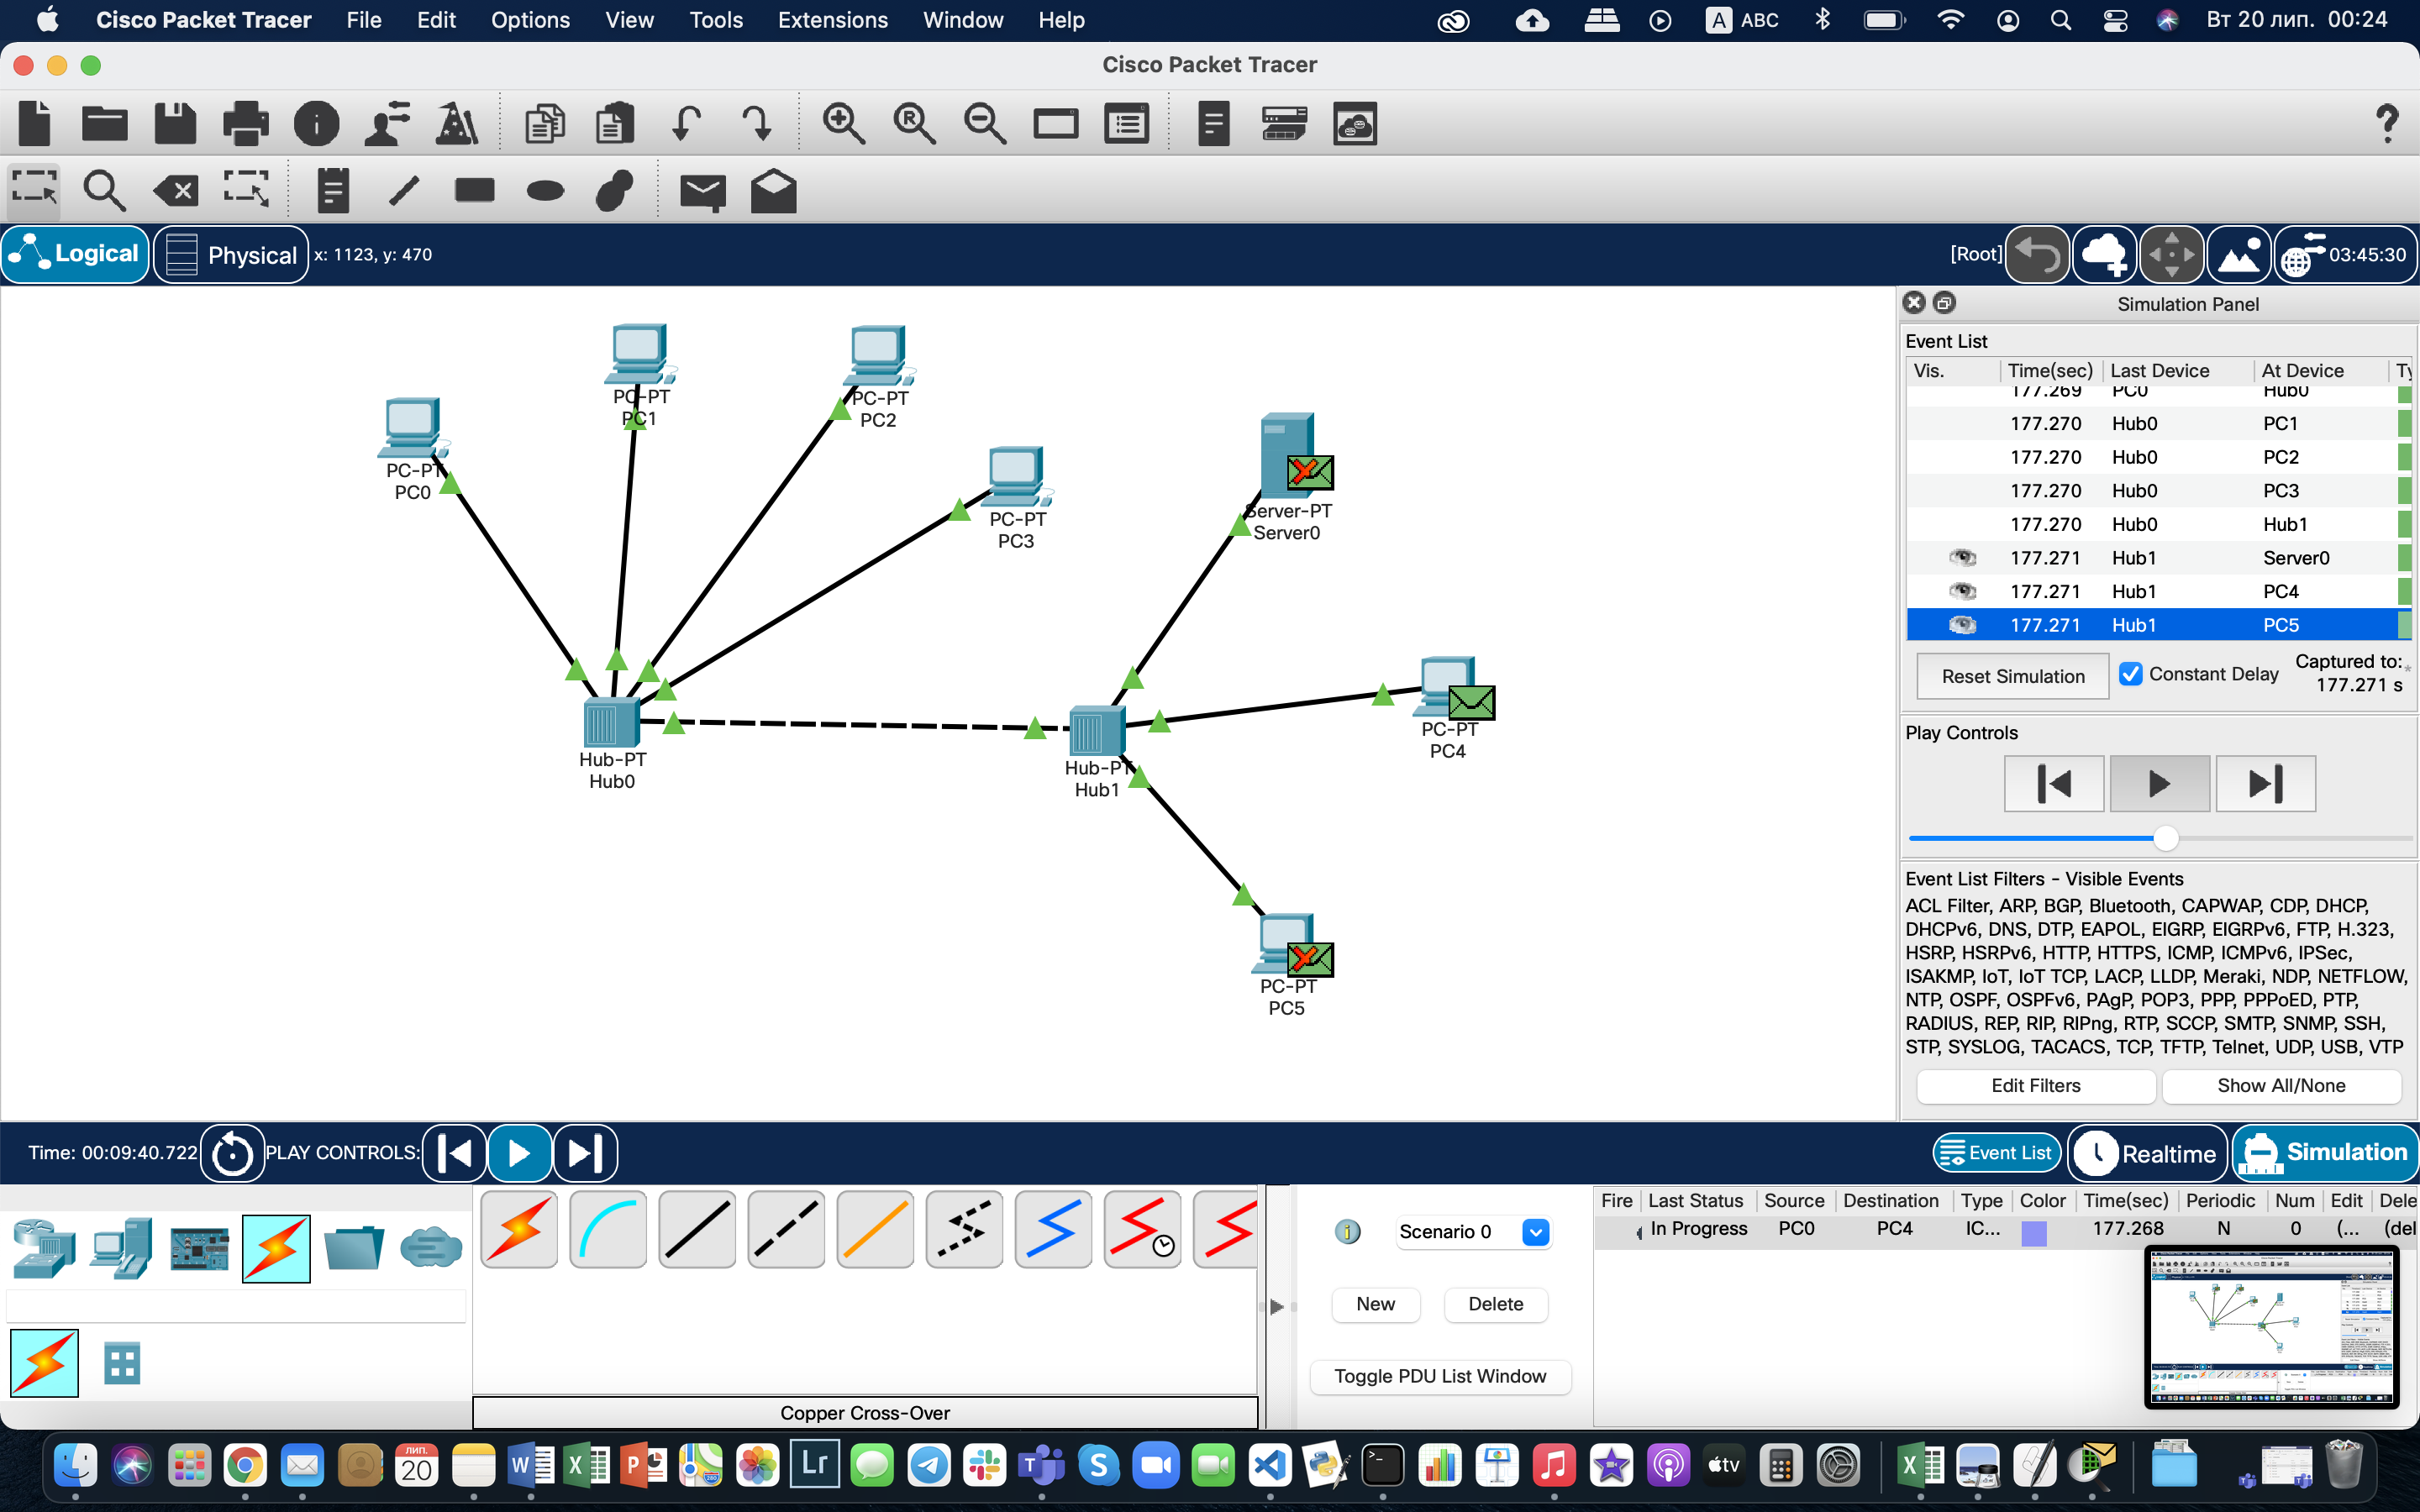 Cisco Packet Tracer File Edit Options View Tools Extensions Window Help A ABC Вт 20 лип. 00:24
Cisco Packet Tracer
Logical Physical x: 1123, y: 470 [Root] 03:45:30
Simulation Panel
Event List
Vis. Time(sec) Last Device At Device Ty
177.269 PC0 Hub0
177.270 Hub0 PC1
177.270 Hub0 PC2
177.270 Hub0 PC3
177.270 Hub0 Hub1
177.271 Hub1 Server0
177.271 Hub1 PC4
177.271 Hub1 PC5
Reset Simulation Constant Delay Captured to: *
177.271 s
Play Controls
Event List Filters - Visible Events
ACL Filter, ARP, BGP, Bluetooth, CAPWAP, CDP, DHCP,
DHCPv6, DNS, DTP, EAPOL, EIGRP, EIGRPv6, FTP, H.323,
HSRP, HSRPv6, HTTP, HTTPS, ICMP, ICMPv6, IPSec,
ISAKMP, IoT, IoT TCP, LACP, LLDP, Meraki, NDP, NETFLOW,
NTP, OSPF, OSPFv6, PAgP, POP3, PPP, PPPoED, PTP,
RADIUS, REP, RIP, RIPng, RTP, SCCP, SMTP, SNMP, SSH,
STP, SYSLOG, TACACS, TCP, TFTP, Telnet, UDP, USB, VTP
Edit Filters Show All/None
PC-PT
PC0
PC-PT
PC1
PC-PT
PC2
PC-PT
PC3
Server-PT
Server0
PC-PT
PC4
Hub-PT
Hub0
Hub-PT
Hub1
PC-PT
PC5
Time: 00:09:40.722 PLAY CONTROLS: Event List Realtime Simulation
Scenario 0
New Delete
Toggle PDU List Window
Fire Last Status Source Destination Type Color Time(sec) Periodic Num Edit Dele
In Progress PC0 PC4 IC... 177.268 N 0 (... (del
Copper Cross-Over
ЛИП.
20
W
X
P
280
Lr
S
tv
X